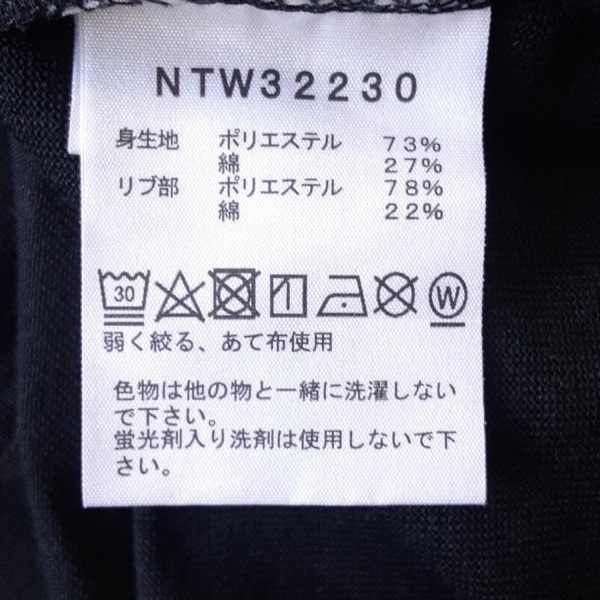 NTW32230
身生地 ポリエステル 73%
綿 27%
リブ部 ポリエステル 78%
綿 22%
30 W
弱く絞る、あて布使用
色物は他の物と一緒に洗濯しない
で下さい。
蛍光剤入り洗剤は使用しないで下
さい。